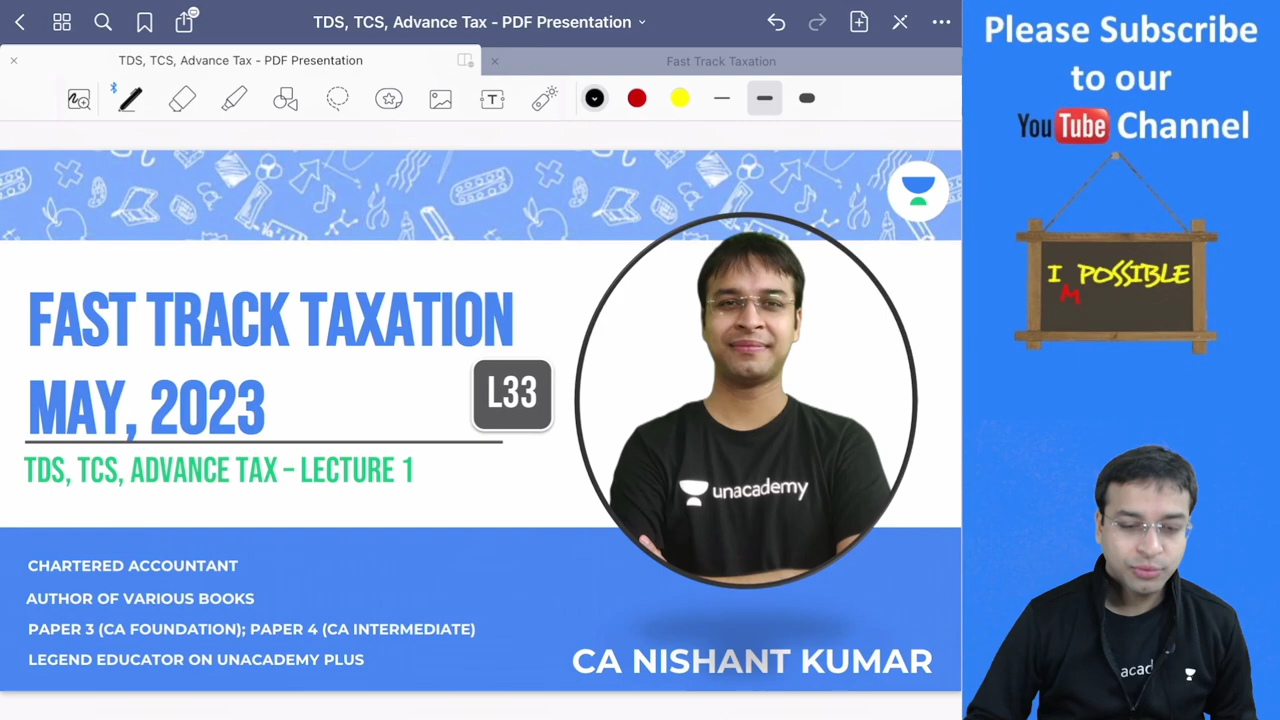 TDS, TCS, Advance Tax - PDF Presentation
TDS, TCS, Advance Tax - PDF Presentation
Fast Track Taxation
T
FAST TRACK TAXATION
MAY, 2023
L33
TDS, TCS, ADVANCE TAX – LECTURE 1
unacademy
CHARTERED ACCOUNTANT
AUTHOR OF VARIOUS BOOKS
PAPER 3 (CA FOUNDATION); PAPER 4 (CA INTERMEDIATE)
LEGEND EDUCATOR ON UNACADEMY PLUS
CA NISHANT KUMAR
Please Subscribe
to our
YouTube Channel
I POSSIBLE
M
unacad